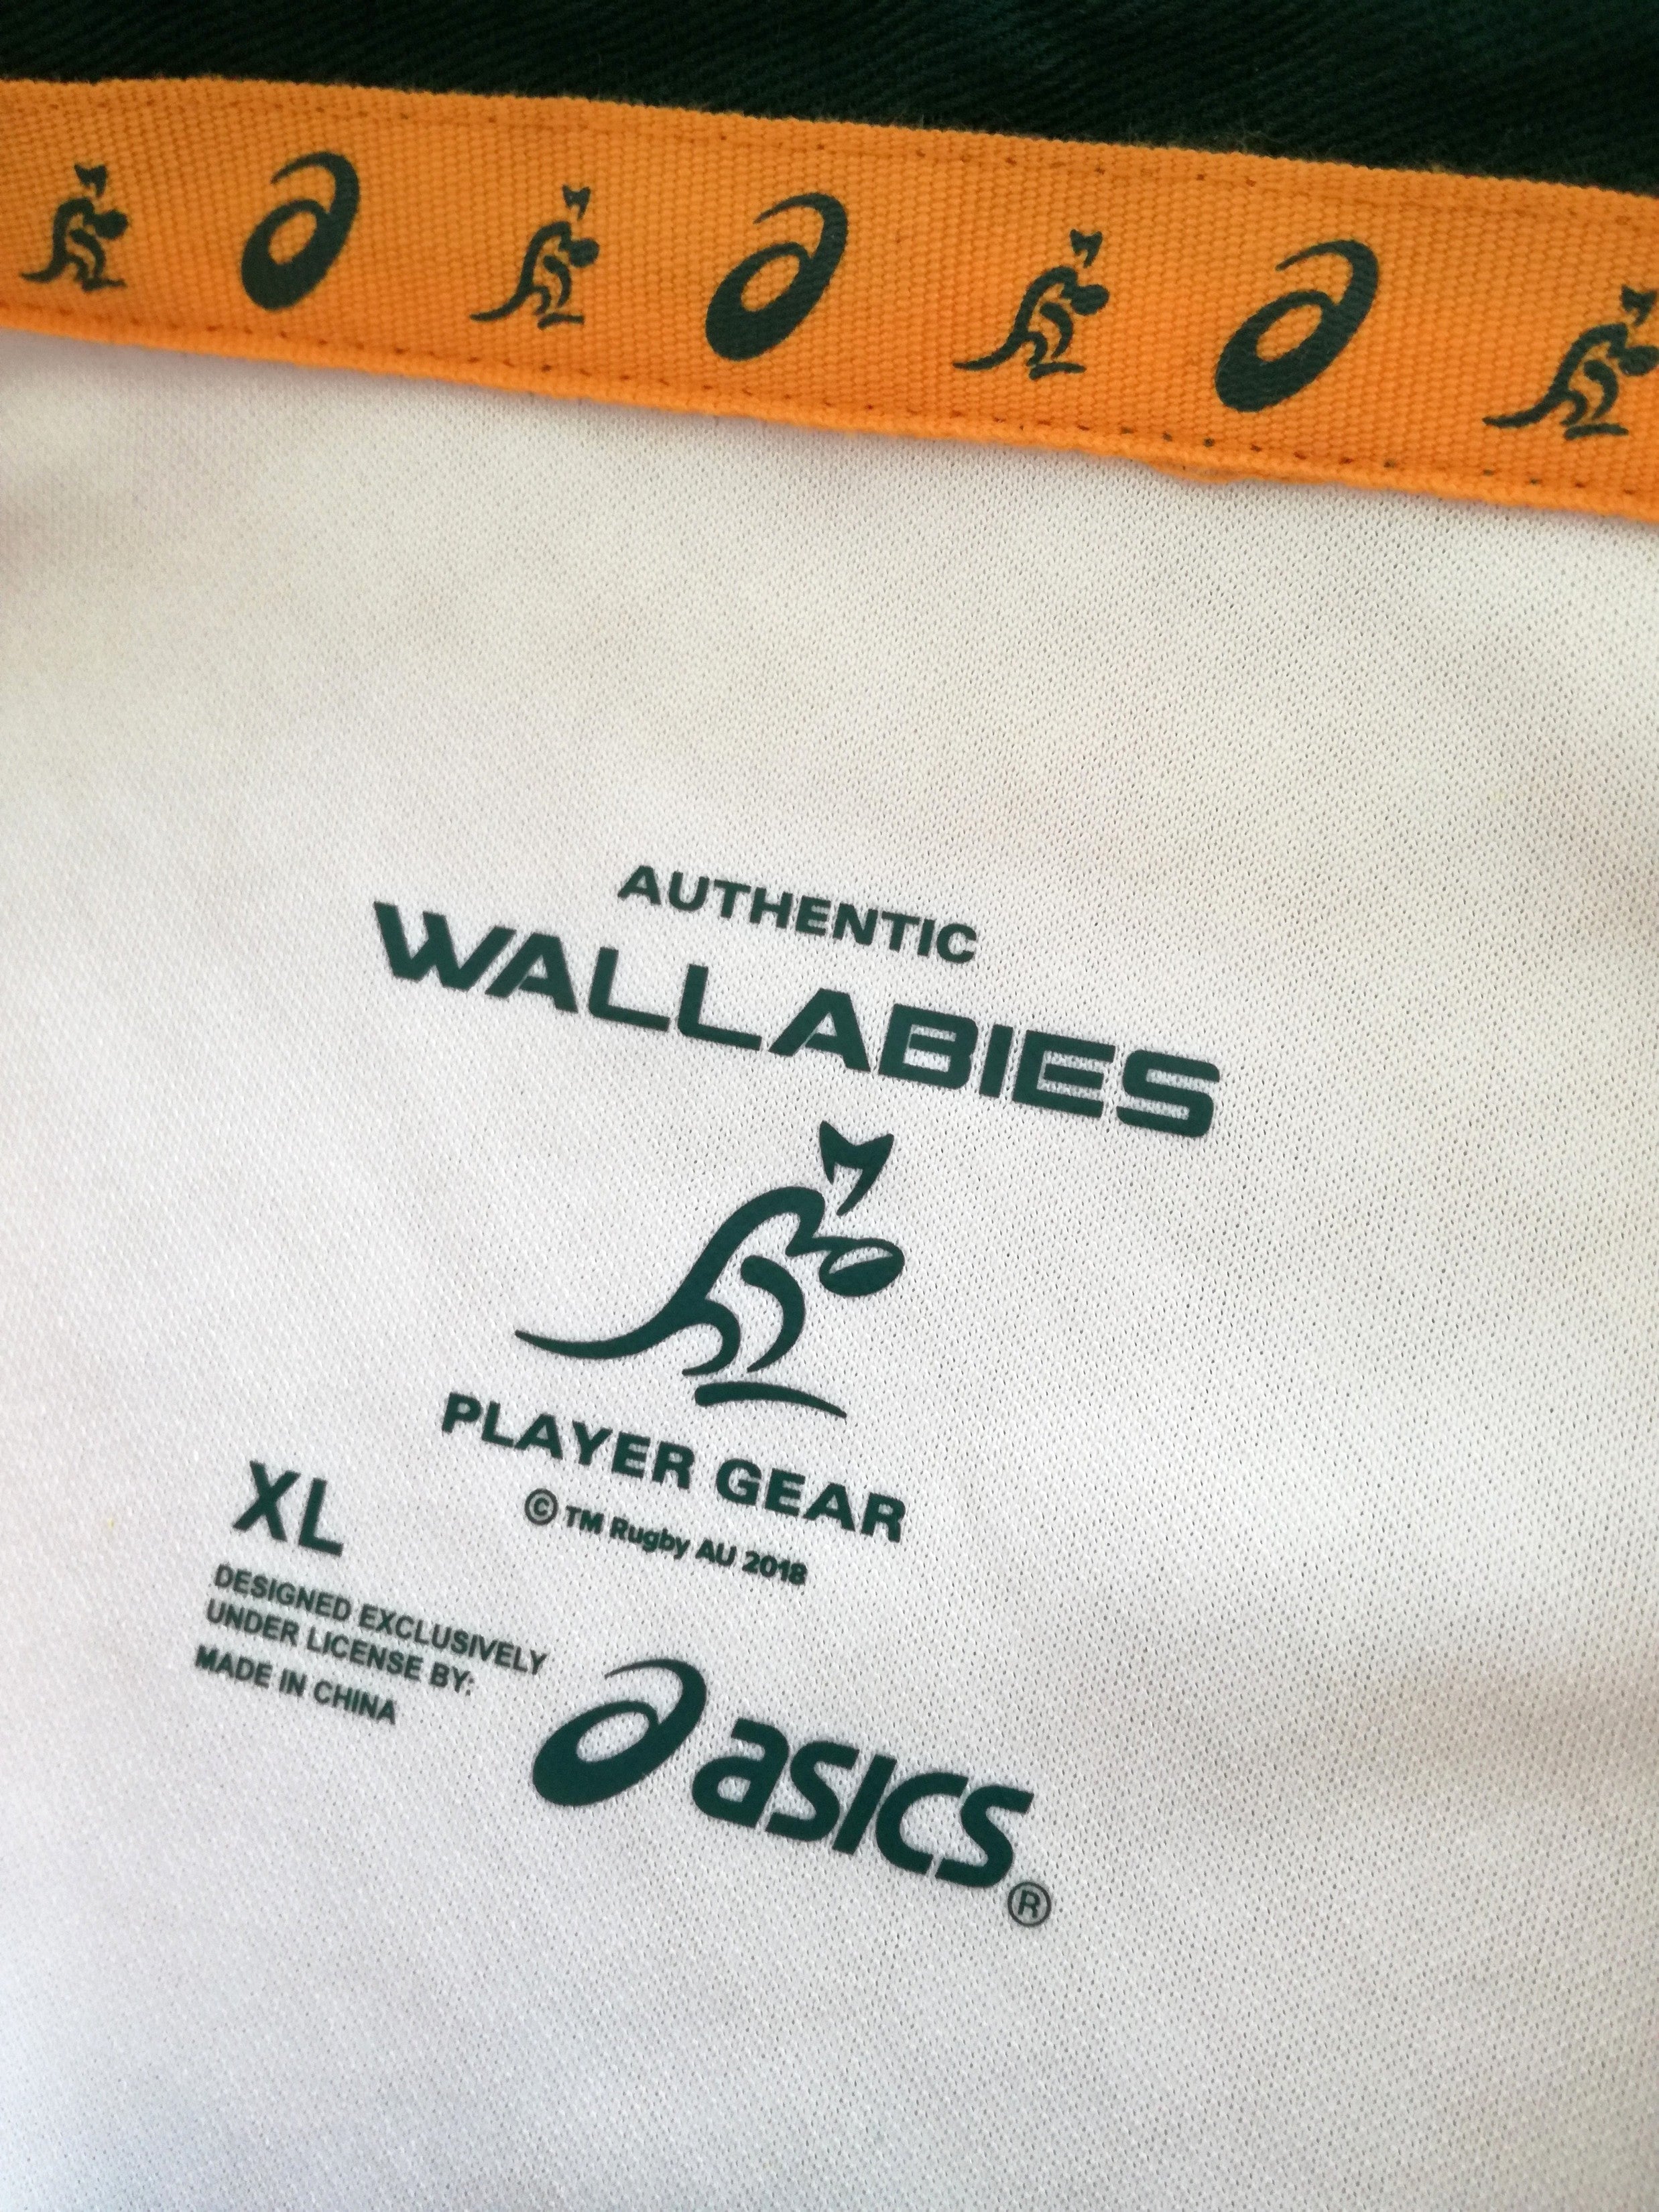 AUTHENTIC
WALLABIES
PLAYER GEAR
© TM Rugby AU 2018
XL
DESIGNED EXCLUSIVELY
UNDER LICENSE BY:
MADE IN CHINA
asics®